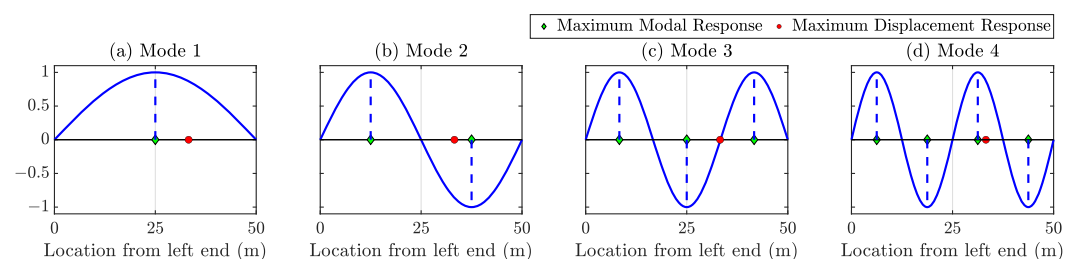 Maximum Modal Response Maximum Displacement Response
(a) Mode 1 (b) Mode 2 (c) Mode 3 (d) Mode 4
1
0.5
0
−0.5
−1
0 25 50 0 25 50 0 25 50 0 25 50
Location from left end (m) Location from left end (m) Location from left end (m) Location from left end (m)